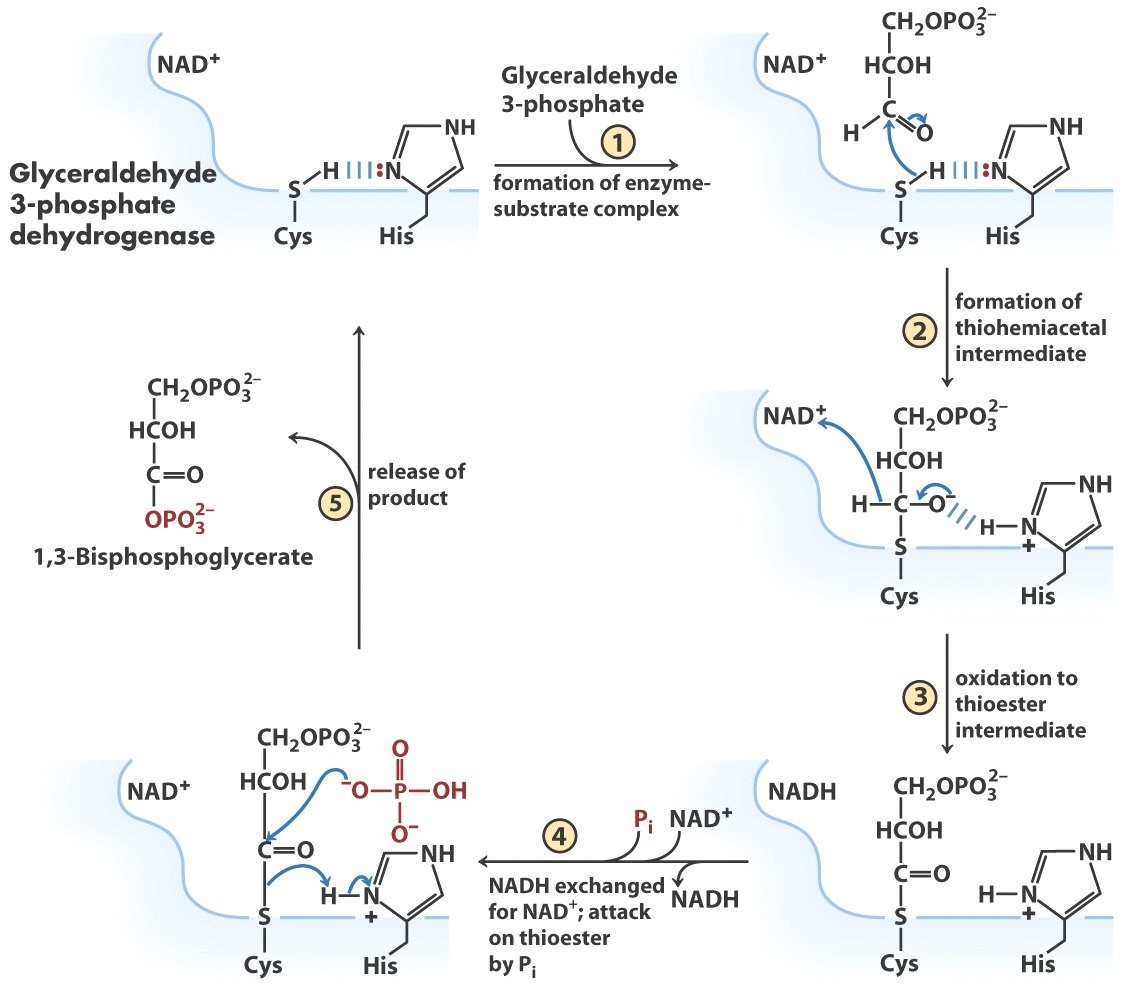 NAD⁺
Glyceraldehyde
3-phosphate
dehydrogenase
S
H
N
NH
Cys
His
Glyceraldehyde
3-phosphate
1
formation of enzyme-
substrate complex
NAD⁺
CH₂OPO₃²⁻
HCOH
C
H
O
S
H
N
NH
Cys
His
2
formation of
thiohemiacetal
intermediate
NAD⁺
CH₂OPO₃²⁻
HCOH
H–C–O⁻
H–N
+
NH
S
Cys
His
3
oxidation to
thioester
intermediate
NADH
CH₂OPO₃²⁻
HCOH
C=O
H–N
+
NH
S
Cys
His
4
Pᵢ
NAD⁺
NADH
NADH exchanged
for NAD⁺; attack
on thioester
by Pᵢ
NAD⁺
CH₂OPO₃²⁻
HCOH
O
⁻O–P–OH
O⁻
C=O
H–N
+
NH
S
Cys
His
5
release of
product
CH₂OPO₃²⁻
HCOH
C=O
OPO₃²⁻
1,3-Bisphosphoglycerate